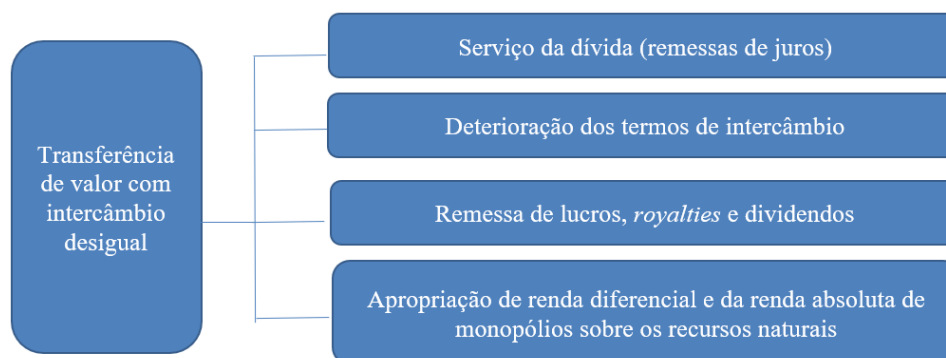 Transferência
de valor com
intercâmbio
desigual
Serviço da dívida (remessas de juros)
Deterioração dos termos de intercâmbio
Remessa de lucros, royalties e dividendos
Apropriação de renda diferencial e da renda absoluta de
monopólios sobre os recursos naturais